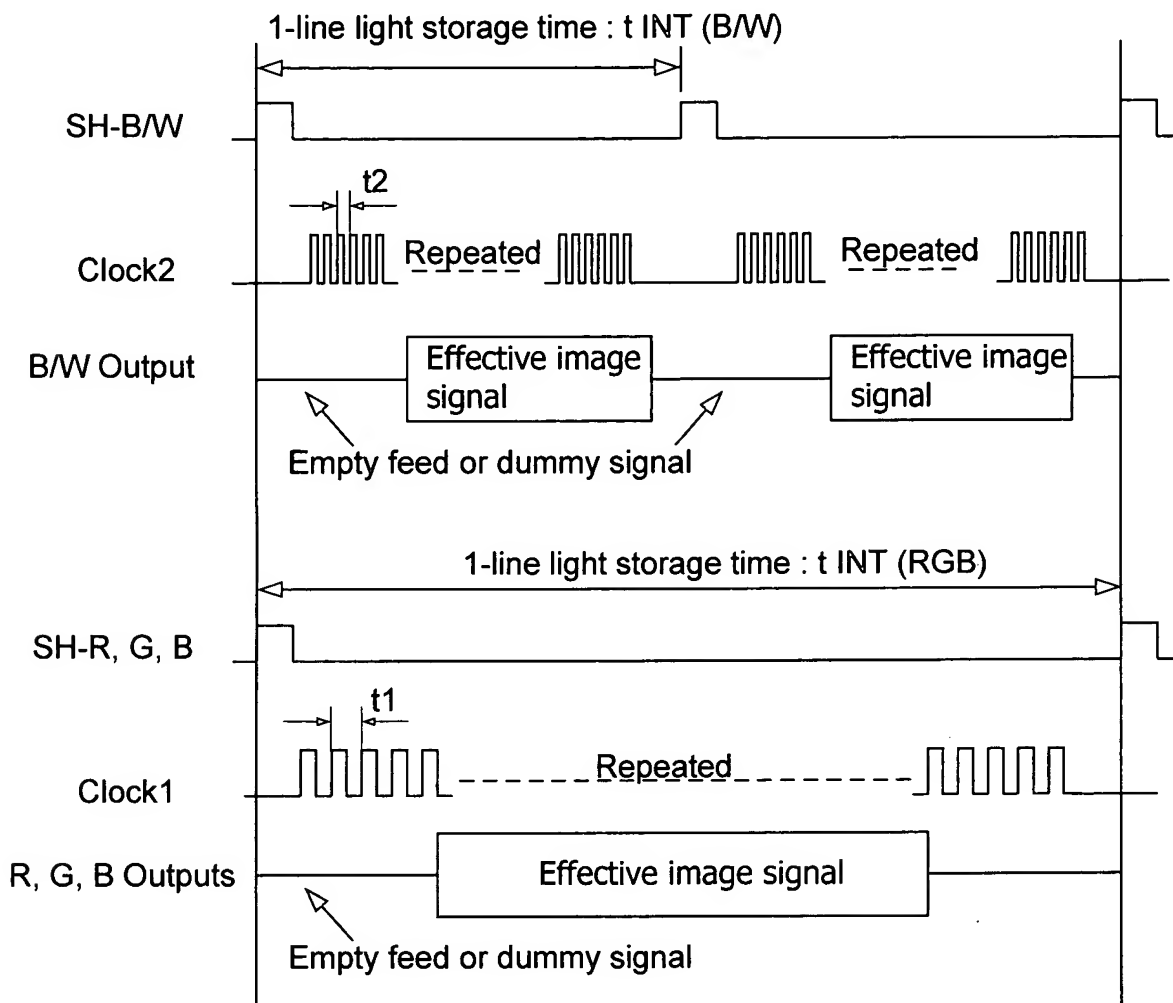 1-line light storage time : t INT (B/W)
SH-B/W
t2
Clock2
Repeated
Repeated
B/W Output
Effective image
signal
Effective image
signal
Empty feed or dummy signal
1-line light storage time : t INT (RGB)
SH-R, G, B
t1
Clock1
Repeated
R, G, B Outputs
Effective image signal
Empty feed or dummy signal